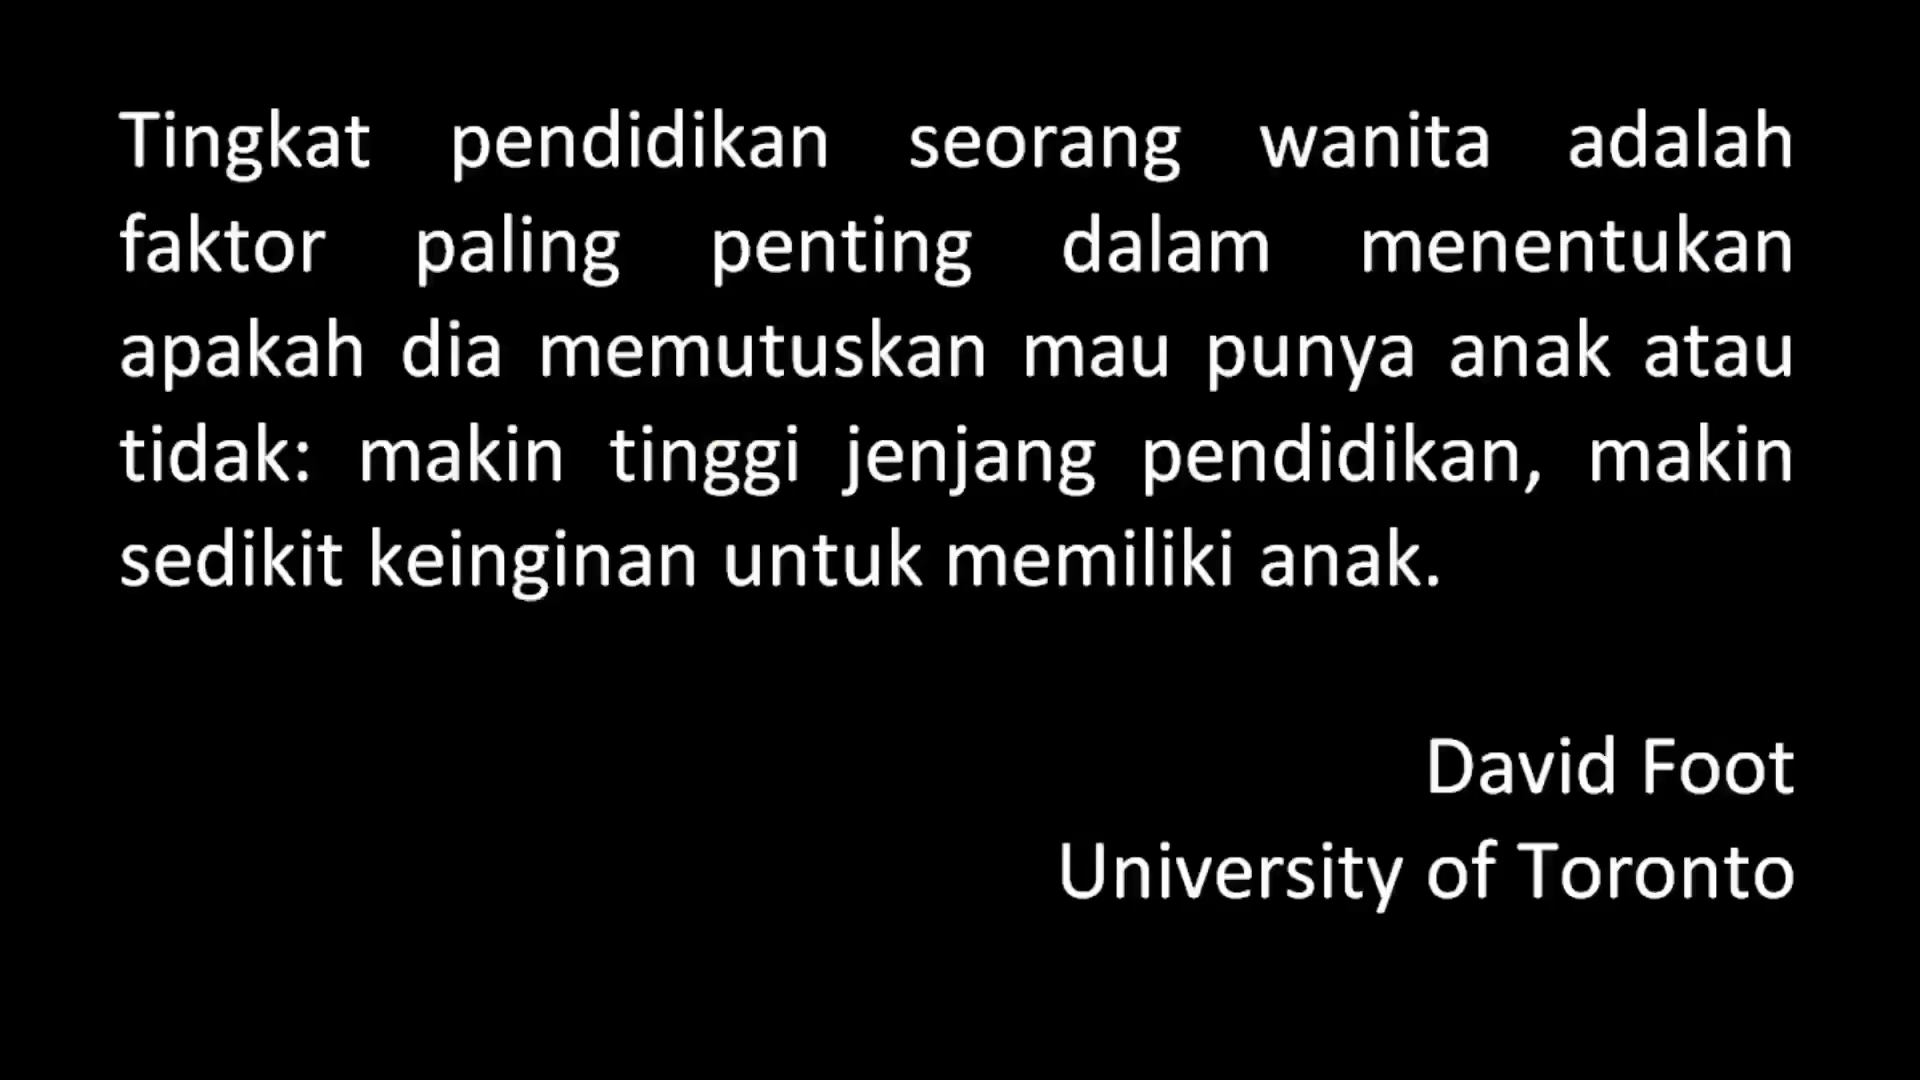 Tingkat pendidikan seorang wanita adalah
faktor paling penting dalam menentukan
apakah dia memutuskan mau punya anak atau
tidak: makin tinggi jenjang pendidikan, makin
sedikit keinginan untuk memiliki anak.
David Foot
University of Toronto